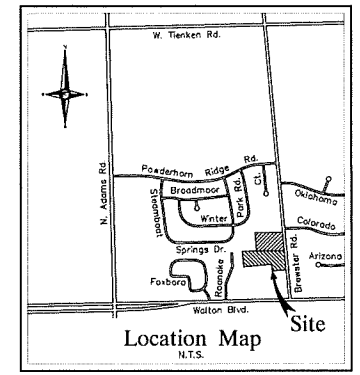 W. Tienken Rd.
N
N. Adams Rd.
Powderhorn Ridge Rd.
Broadmoor
Steamboat
Winter
Park Rd.
Ct.
Oklahoma
Colorado
Springs Dr.
Brewster Rd.
Arizona
Foxboro
Roanoke
Walton Blvd.
Site
Location Map
N.T.S.